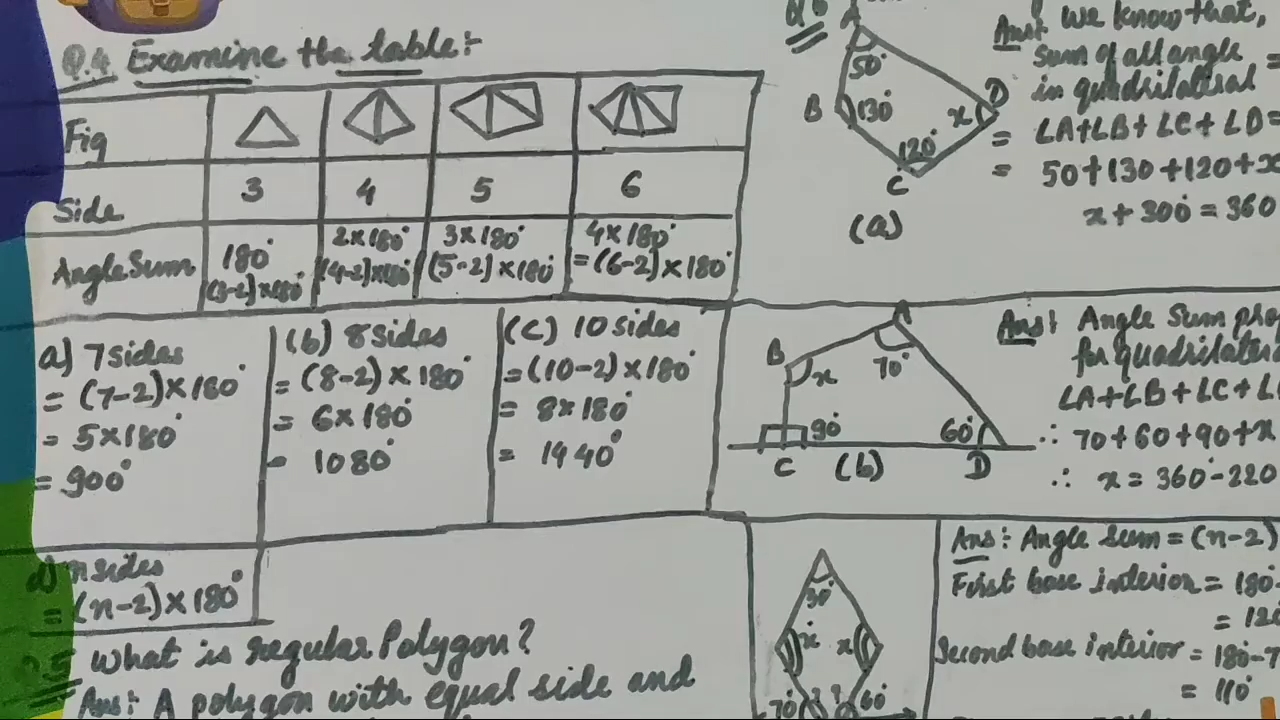 Q.4 Examine the table:-
Fig
Side 3 4 5 6
Angle Sum 180° 2×180° 3×180° 4×180°
(3-2)×180° (4-2)×180° (5-2)×180° =(6-2)×180°
a) 7 sides
= (7-2)×180°
= 5×180°
= 900°
(b) 8 sides
= (8-2)×180°
= 6×180°
= 1080°
(c) 10 sides
= (10-2)×180°
= 8×180°
= 1440°
d) n sides
= (n-2)×180°
Q.5 What is regular Polygon?
Ans:- A polygon with equal side and
A
50°
B 130°
D x
120°
C
(a)
Ans: we know that,
sum of all angle =
in quadrilateral
= ∠A+∠B+∠C+∠D=
= 50+130+120+x
x+300°=360
A
B x 70°
90° 60°
C (b) D
Ans: Angle Sum
for
∠A+∠B+∠C+∠
∴ 70+60+90+x
∴ x = 360°-220
30°
x x
70° 60°
Ans:- Angle Sum = (n-2)
First base interior = 180°
= 120
Second base interior = 180-7
= 110°